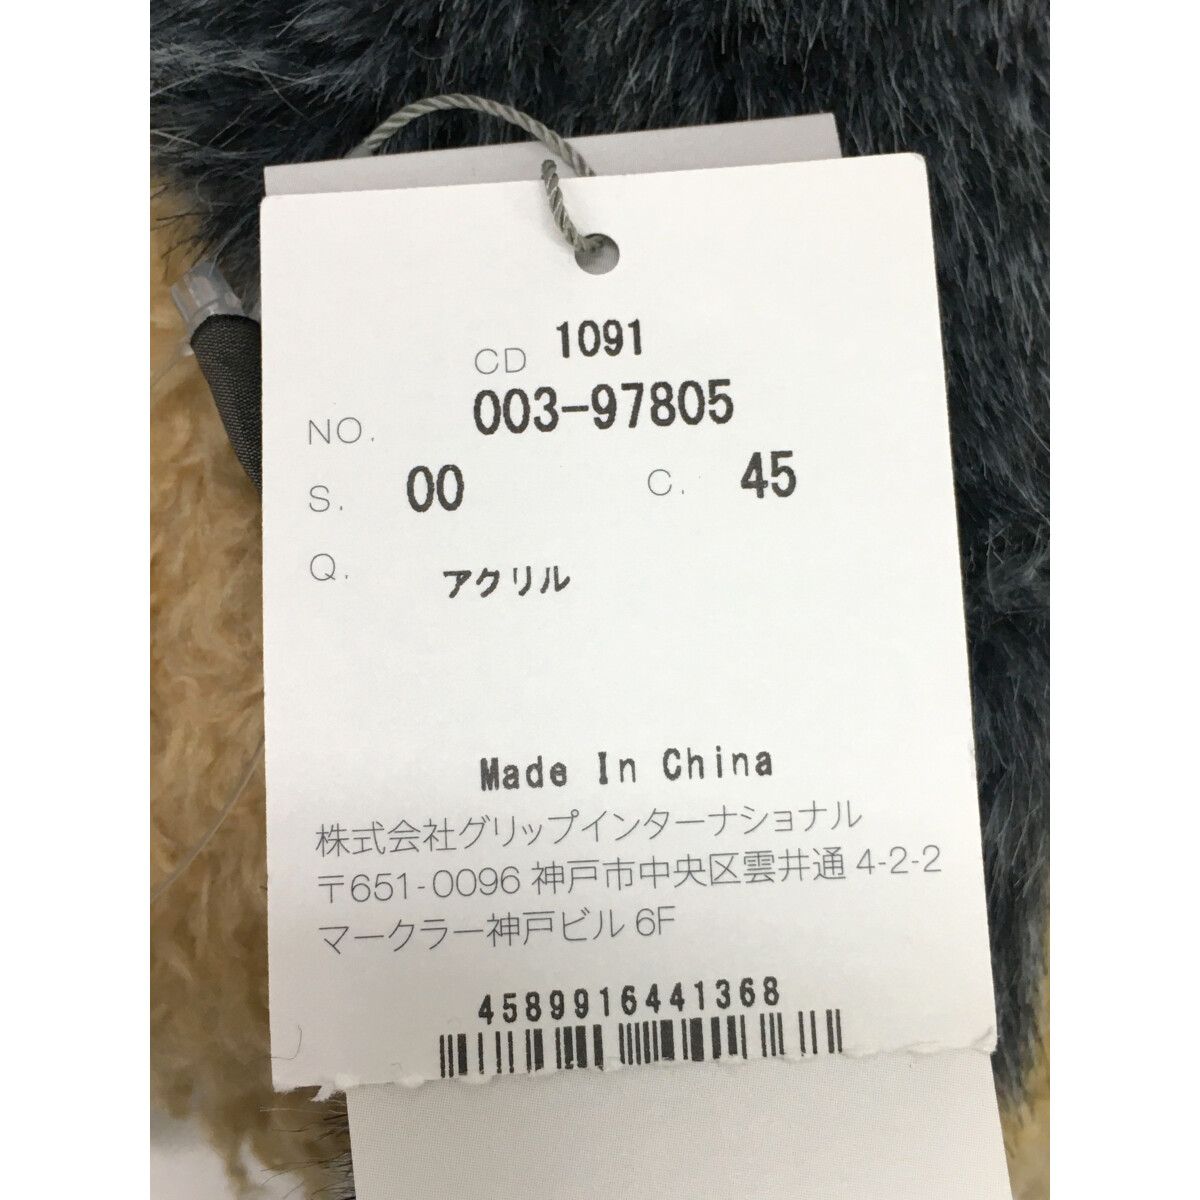 CD 1091
NO. 003-97805
S. 00 C. 45
Q. アクリル
Made In China
株式会社グリップインターナショナル
〒651-0096 神戸市中央区雲井通 4-2-2
マークラー神戸ビル 6F
4589916441368